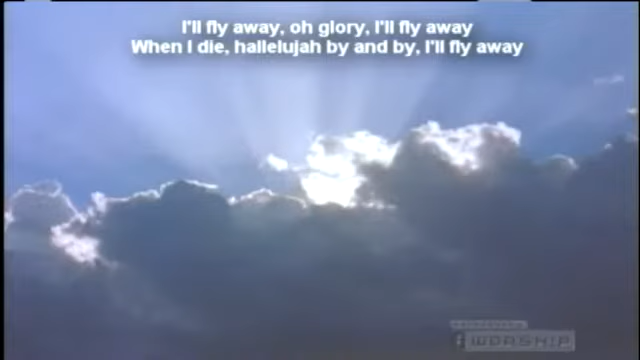 I'll fly away, oh glory, I'll fly away
When I die, hallelujah by and by, I'll fly away
WORSHIP